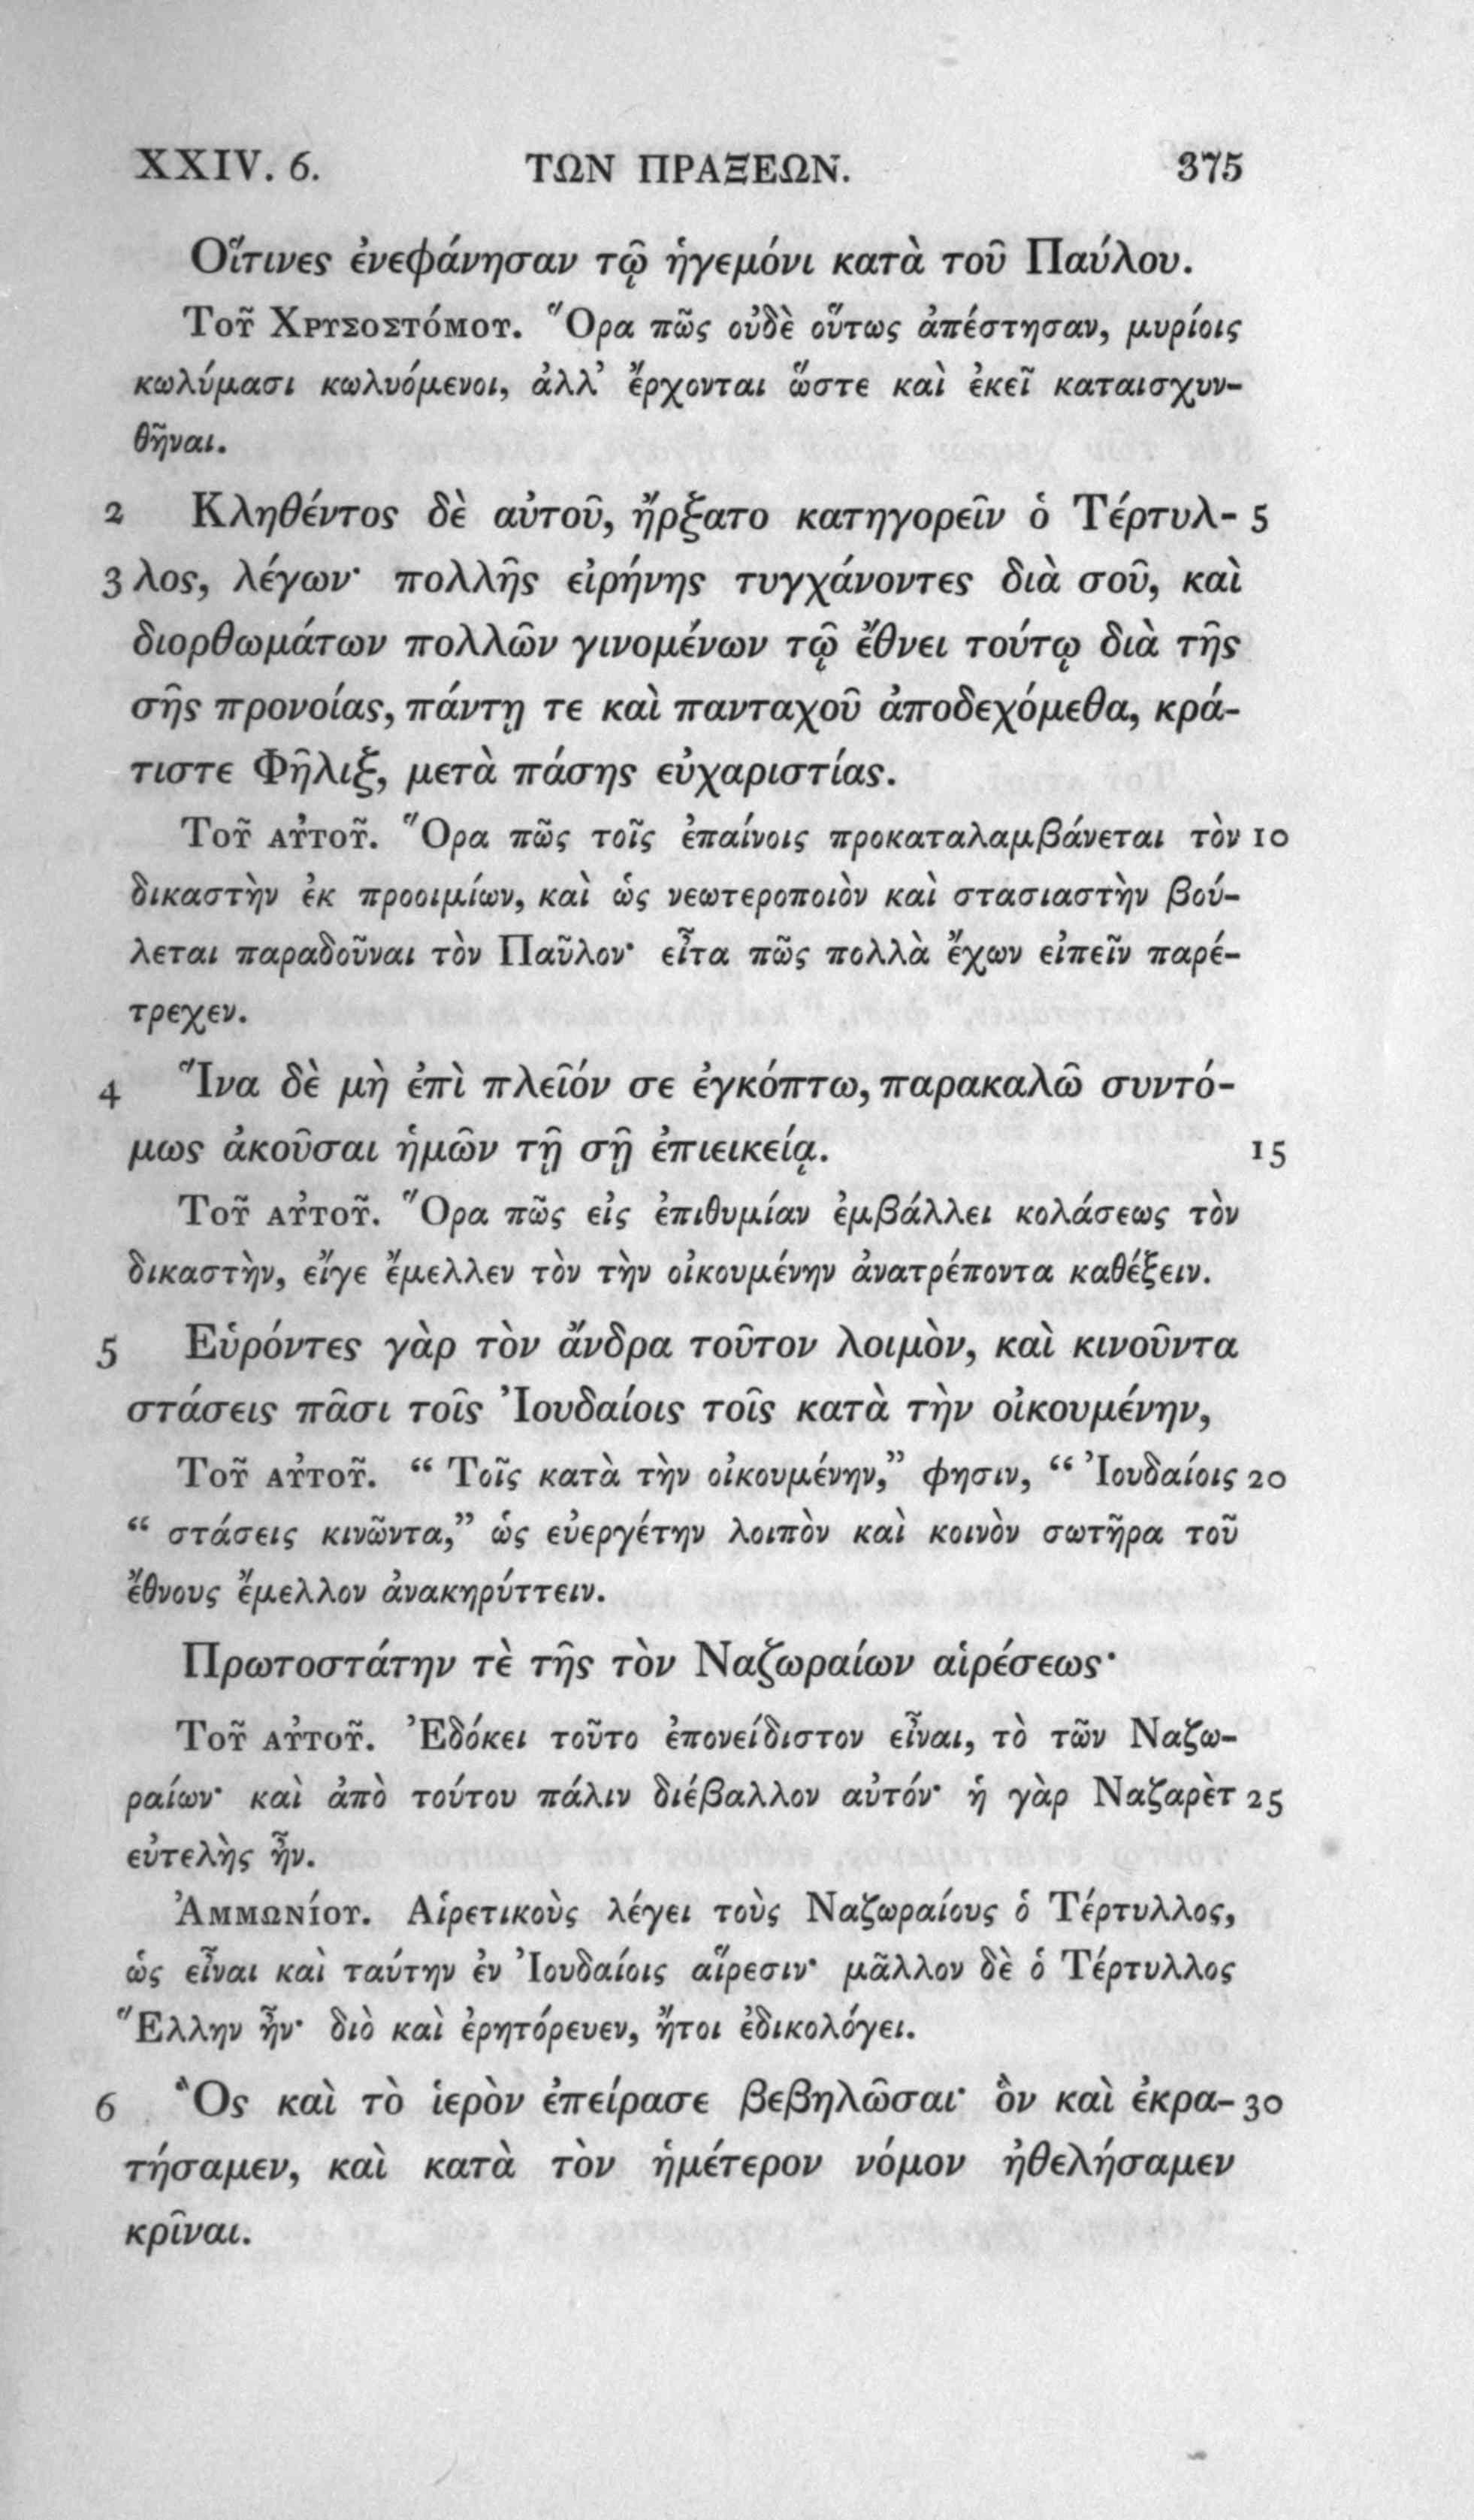 XXIV. 6. ΤΩΝ ΠΡΑΞΕΩΝ. 375
Οἵτινες ἐνεφάνησαν τῷ ἡγεμόνι κατὰ τοῦ Παύλου.
Τοῦ Χρυσοστόμου. Ὅρα πῶς οὐδὲ οὕτως ἀπέστησαν, μυρίοις
κωλύμασι κωλυόμενοι, ἀλλ’ ἔρχονται ὥστε καὶ ἐκεῖ καταισχυν-
θῆναι.
2 Κληθέντος δὲ αὐτοῦ, ἤρξατο κατηγορεῖν ὁ Τέρτυλ- 5
3 λος, λέγων· πολλῆς εἰρήνης τυγχάνοντες διὰ σοῦ, καὶ
διορθωμάτων πολλῶν γινομένων τῷ ἔθνει τούτῳ διὰ τῆς
σῆς προνοίας, πάντῃ τε καὶ πανταχοῦ ἀποδεχόμεθα, κρά-
τιστε Φῆλιξ, μετὰ πάσης εὐχαριστίας.
Τοῦ αὐτοῦ. Ὅρα πῶς τοῖς ἐπαίνοις προκαταλαμβάνεται τὸν 10
δικαστὴν ἐκ προοιμίων, καὶ ὡς νεωτεροποιὸν καὶ στασιαστὴν βού-
λεται παραδοῦναι τὸν Παῦλον· εἶτα πῶς πολλὰ ἔχων εἰπεῖν παρέ-
τρεχεν.
4 Ἵνα δὲ μὴ ἐπὶ πλεῖόν σε ἐγκόπτω, παρακαλῶ συντό-
μως ἀκοῦσαι ἡμῶν τῇ σῇ ἐπιεικείᾳ. 15
Τοῦ αὐτοῦ. Ὅρα πῶς εἰς ἐπιθυμίαν ἐμβάλλει κολάσεως τὸν
δικαστὴν, εἴγε ἔμελλεν τὸν τὴν οἰκουμένην ἀνατρέποντα καθέξειν.
5 Εὑρόντες γὰρ τὸν ἄνδρα τοῦτον λοιμὸν, καὶ κινοῦντα
στάσεις πᾶσι τοῖς Ἰουδαίοις τοῖς κατὰ τὴν οἰκουμένην,
Τοῦ αὐτοῦ. “ Τοῖς κατὰ τὴν οἰκουμένην,” φησιν, “ Ἰουδαίοις 20
“ στάσεις κινῶντα,” ὡς εὐεργέτην λοιπὸν καὶ κοινὸν σωτῆρα τοῦ
ἔθνους ἔμελλον ἀνακηρύττειν.
Πρωτοστάτην τὲ τῆς τὸν Ναζωραίων αἱρέσεως·
Τοῦ αὐτοῦ. Ἐδόκει τοῦτο ἐπονείδιστον εἶναι, τὸ τῶν Ναζω-
ραίων· καὶ ἀπὸ τούτου πάλιν διέβαλλον αὐτόν· ἡ γὰρ Ναζαρὲτ 25
εὐτελὴς ἦν.
Ἀμμωνίου. Αἱρετικοὺς λέγει τοὺς Ναζωραίους ὁ Τέρτυλλος,
ὡς εἶναι καὶ ταύτην ἐν Ἰουδαίοις αἵρεσιν· μᾶλλον δὲ ὁ Τέρτυλλος
Ἕλλην ἦν· διὸ καὶ ἐρητόρευεν, ἤτοι ἐδικολόγει.
6 Ὃς καὶ τὸ ἱερὸν ἐπείρασε βεβηλῶσαι· ὃν καὶ ἐκρα- 30
τήσαμεν, καὶ κατὰ τὸν ἡμέτερον νόμον ἠθελήσαμεν
κρῖναι.